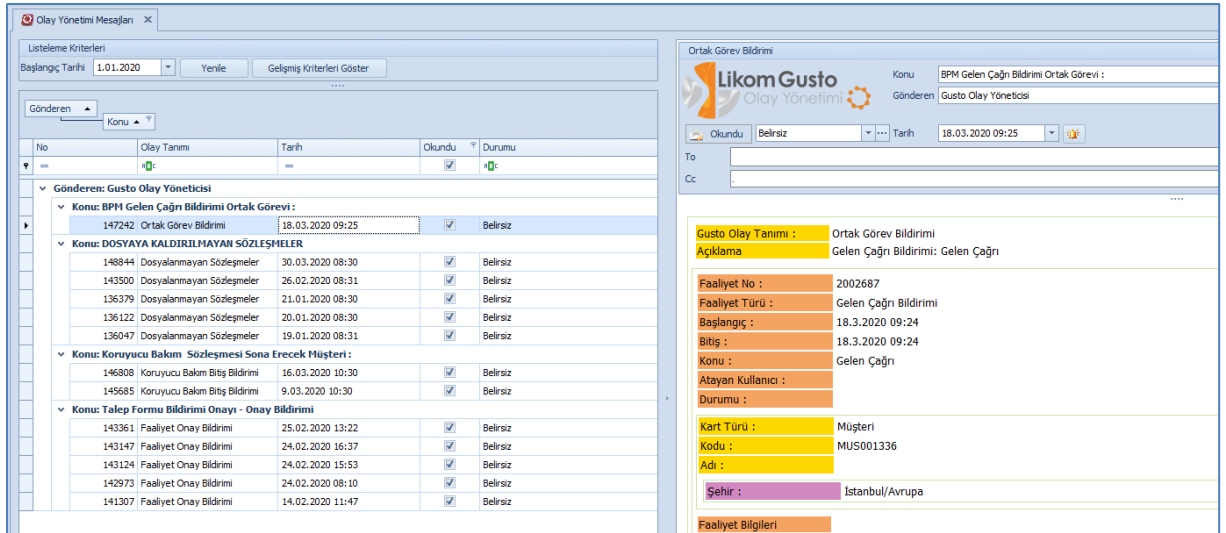 Olay Yönetimi Mesajları
Listeleme Kriterleri
Başlangıç Tarihi 1.01.2020 Yenile Gelişmiş Kriterleri Göster
Gönderen
Konu
No Olay Tanımı Tarih Okundu Durumu
Gönderen: Gusto Olay Yöneticisi
Konu: BPM Gelen Çağrı Bildirimi Ortak Görevi :
147242 Ortak Görev Bildirimi 18.03.2020 09:25 Belirsiz
Konu: DOSYAYA KALDIRILMAYAN SÖZLEŞMELER
148844 Dosyalanmayan Sözleşmeler 30.03.2020 08:30 Belirsiz
143500 Dosyalanmayan Sözleşmeler 26.02.2020 08:31 Belirsiz
136379 Dosyalanmayan Sözleşmeler 21.01.2020 08:30 Belirsiz
136122 Dosyalanmayan Sözleşmeler 20.01.2020 08:30 Belirsiz
136047 Dosyalanmayan Sözleşmeler 19.01.2020 08:31 Belirsiz
Konu: Koruyucu Bakım Sözleşmesi Sona Erecek Müşteri :
146808 Koruyucu Bakım Bitiş Bildirimi 16.03.2020 10:30 Belirsiz
145685 Koruyucu Bakım Bitiş Bildirimi 9.03.2020 10:30 Belirsiz
Konu: Talep Formu Bildirimi Onayı - Onay Bildirimi
143361 Faaliyet Onay Bildirimi 25.02.2020 13:22 Belirsiz
143147 Faaliyet Onay Bildirimi 24.02.2020 16:37 Belirsiz
143124 Faaliyet Onay Bildirimi 24.02.2020 15:53 Belirsiz
142973 Faaliyet Onay Bildirimi 24.02.2020 08:10 Belirsiz
141307 Faaliyet Onay Bildirimi 14.02.2020 11:47 Belirsiz
Ortak Görev Bildirimi
Likom Gusto
Olay Yönetimi
Konu BPM Gelen Çağrı Bildirimi Ortak Görevi :
Gönderen Gusto Olay Yöneticisi
Okundu Belirsiz Tarih 18.03.2020 09:25
To
Cc .
Gusto Olay Tanımı : Ortak Görev Bildirimi
Açıklama Gelen Çağrı Bildirimi: Gelen Çağrı
Faaliyet No : 2002687
Faaliyet Türü : Gelen Çağrı Bildirimi
Başlangıç : 18.3.2020 09:24
Bitiş : 18.3.2020 09:24
Konu : Gelen Çağrı
Atayan Kullanıcı :
Durumu :
Kart Türü : Müşteri
Kodu : MUS001336
Adı :
Şehir : İstanbul/Avrupa
Faaliyet Bilgileri